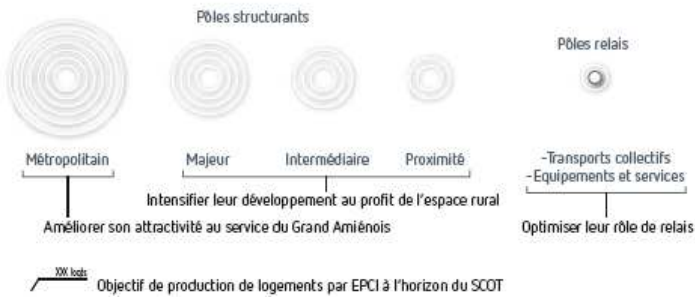 Pôles structurants
Pôles relais
Métropolitain
Majeur
Intermédiaire
Proximité
-Transports collectifs
-Equipements et services
Intensifier leur développement au profit de l'espace rural
Améliorer son attractivité au service du Grand Amiénois
Optimiser leur rôle de relais
XXX logts
Objectif de production de logements par EPCI à l'horizon du SCOT